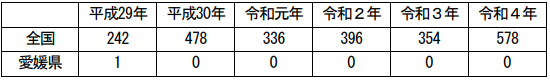 平成29年 平成30年 令和元年 令和２年 令和３年 令和４年
全国 242 478 336 396 354 578
愛媛県 1 0 0 0 0 0